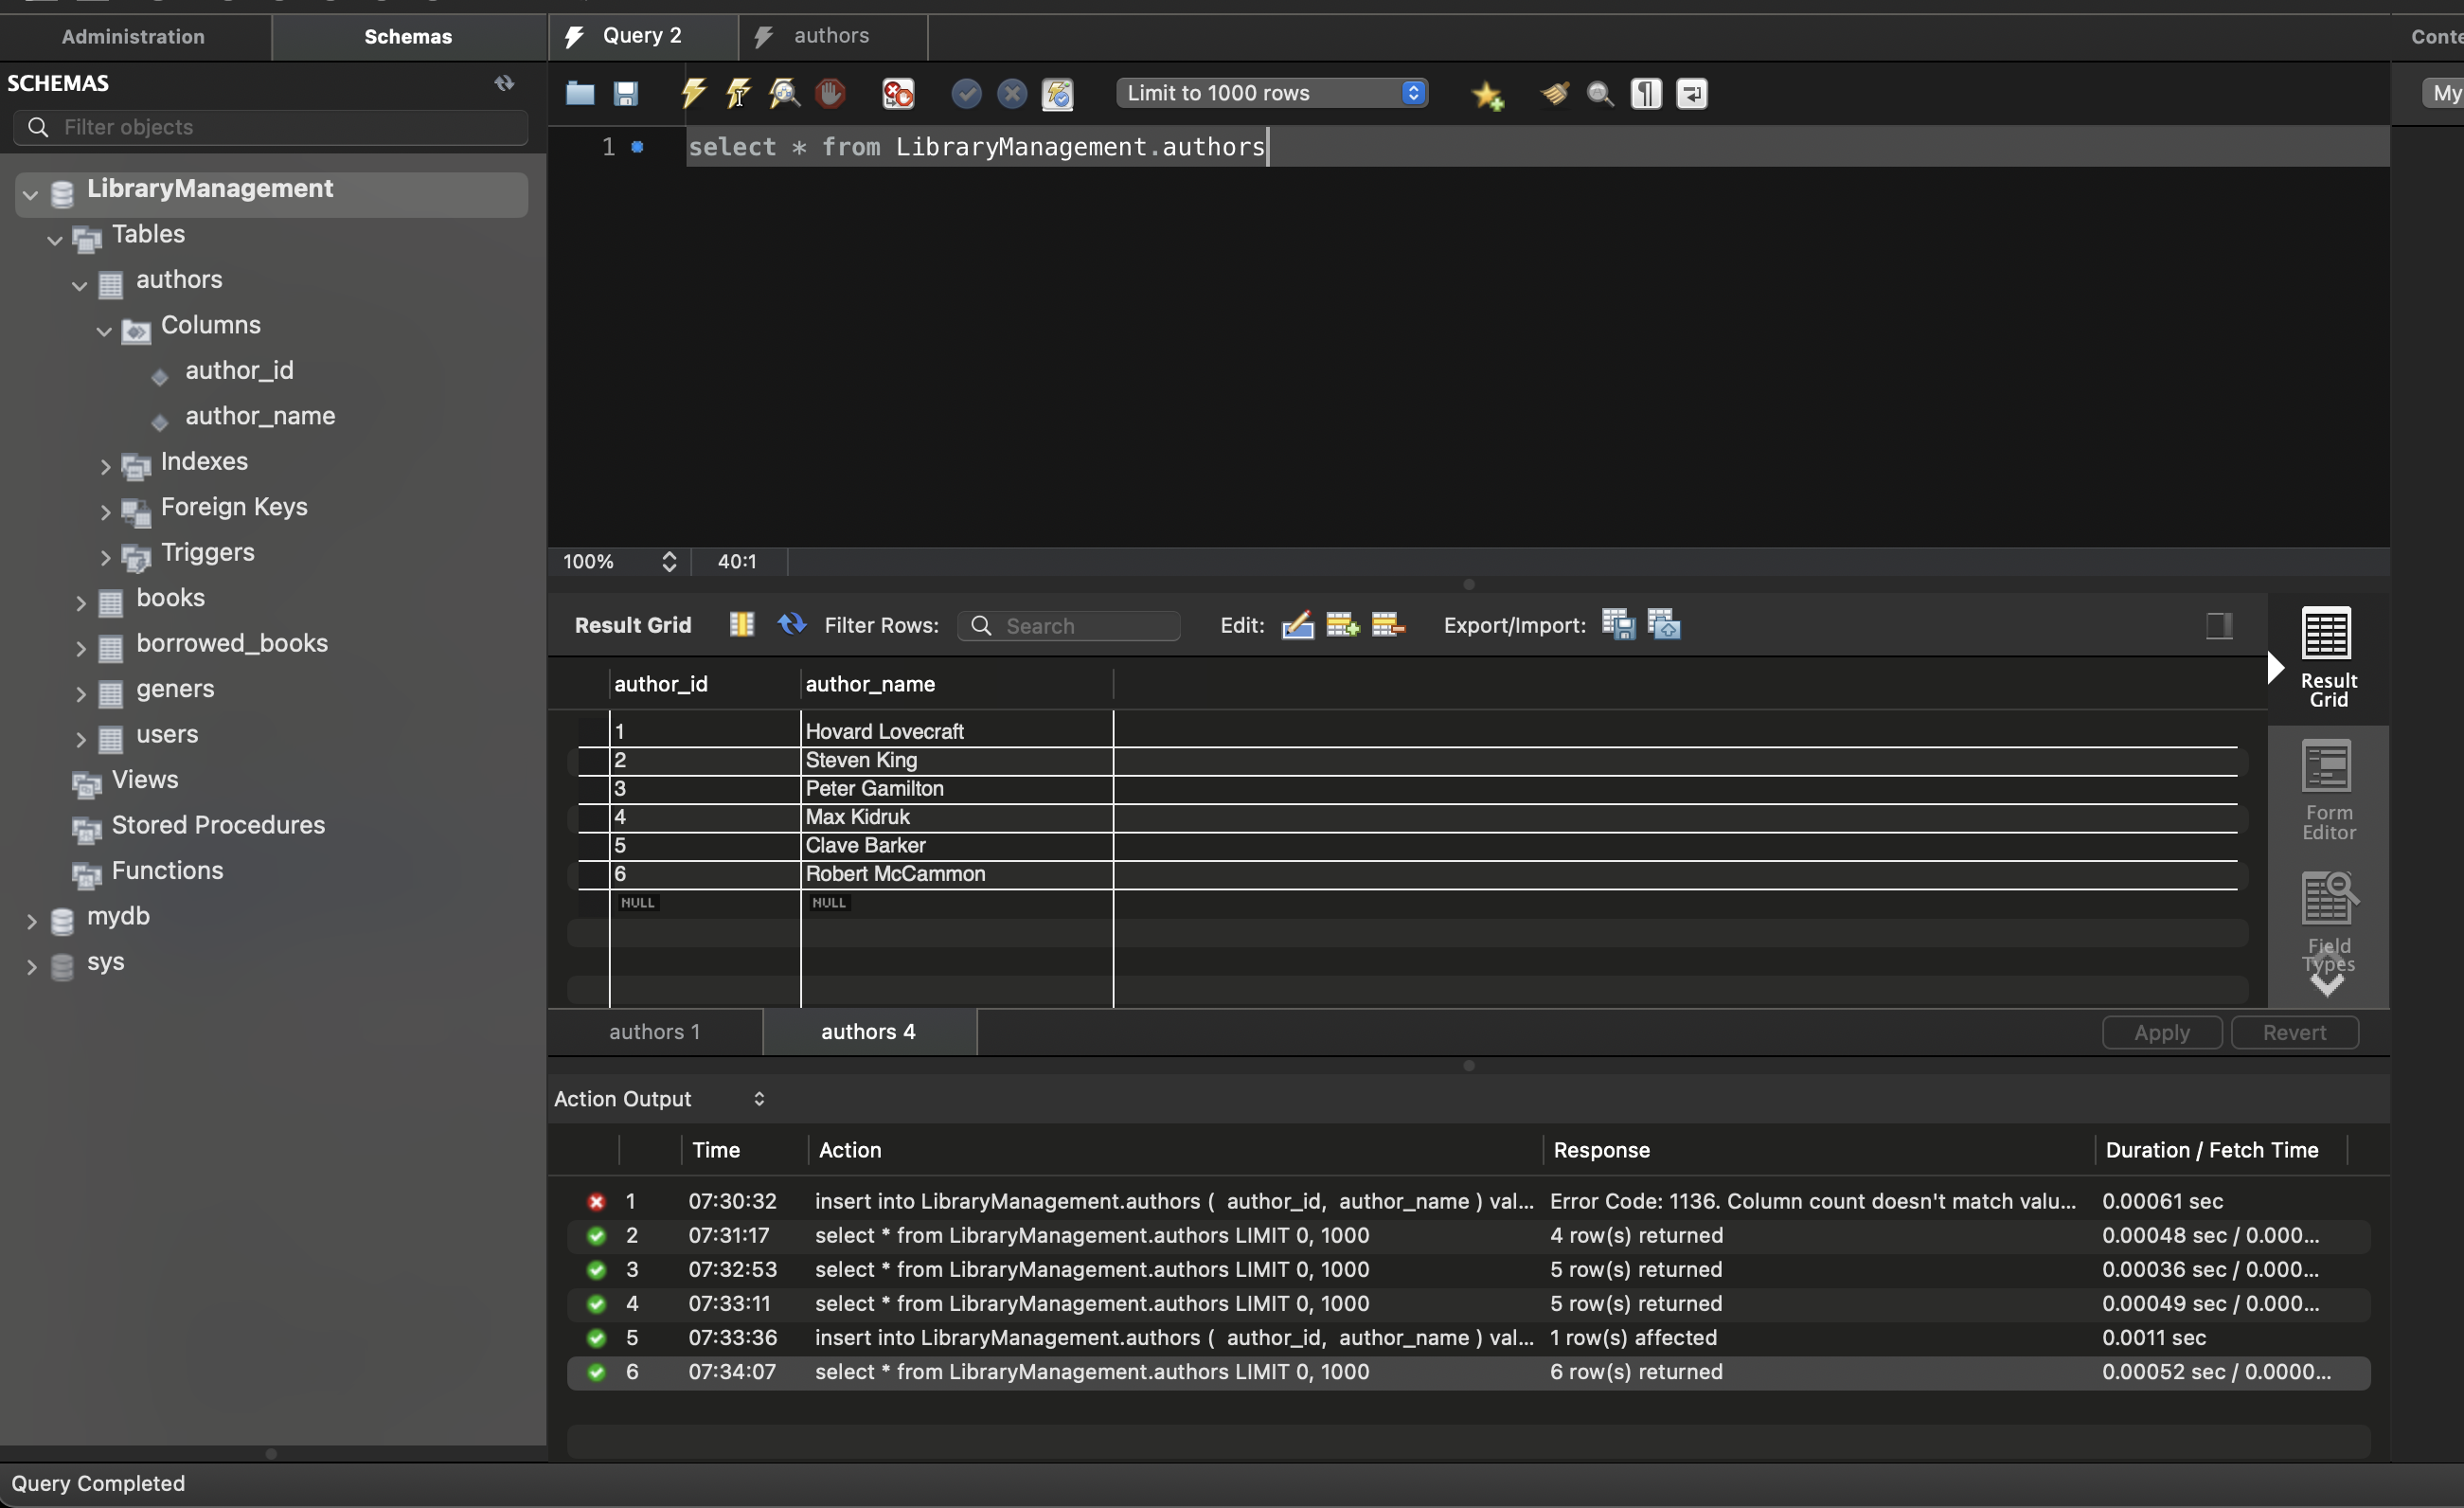 Administration
Schemas
Query 2
authors
SCHEMAS
Filter objects
Limit to 1000 rows
My
1
select * from LibraryManagement.authors
LibraryManagement
Tables
authors
Columns
author_id
author_name
Indexes
Foreign Keys
Triggers
books
borrowed_books
geners
users
Views
Stored Procedures
Functions
mydb
sys
100%
40:1
Result Grid
Filter Rows:
Search
Edit:
Export/Import:
author_id author_name
1 Hovard Lovecraft
2 Steven King
3 Peter Gamilton
4 Max Kidruk
5 Clave Barker
6 Robert McCammon
NULL NULL
Result
Grid
Form
Editor
Field
Types
authors 1
authors 4
Apply
Revert
Action Output
Time Action Response Duration / Fetch Time
1 07:30:32 insert into LibraryManagement.authors ( author_id, author_name ) val... Error Code: 1136. Column count doesn't match valu... 0.00061 sec
2 07:31:17 select * from LibraryManagement.authors LIMIT 0, 1000 4 row(s) returned 0.00048 sec / 0.000...
3 07:32:53 select * from LibraryManagement.authors LIMIT 0, 1000 5 row(s) returned 0.00036 sec / 0.000...
4 07:33:11 select * from LibraryManagement.authors LIMIT 0, 1000 5 row(s) returned 0.00049 sec / 0.000...
5 07:33:36 insert into LibraryManagement.authors ( author_id, author_name ) val... 1 row(s) affected 0.0011 sec
6 07:34:07 select * from LibraryManagement.authors LIMIT 0, 1000 6 row(s) returned 0.00052 sec / 0.0000...
Query Completed